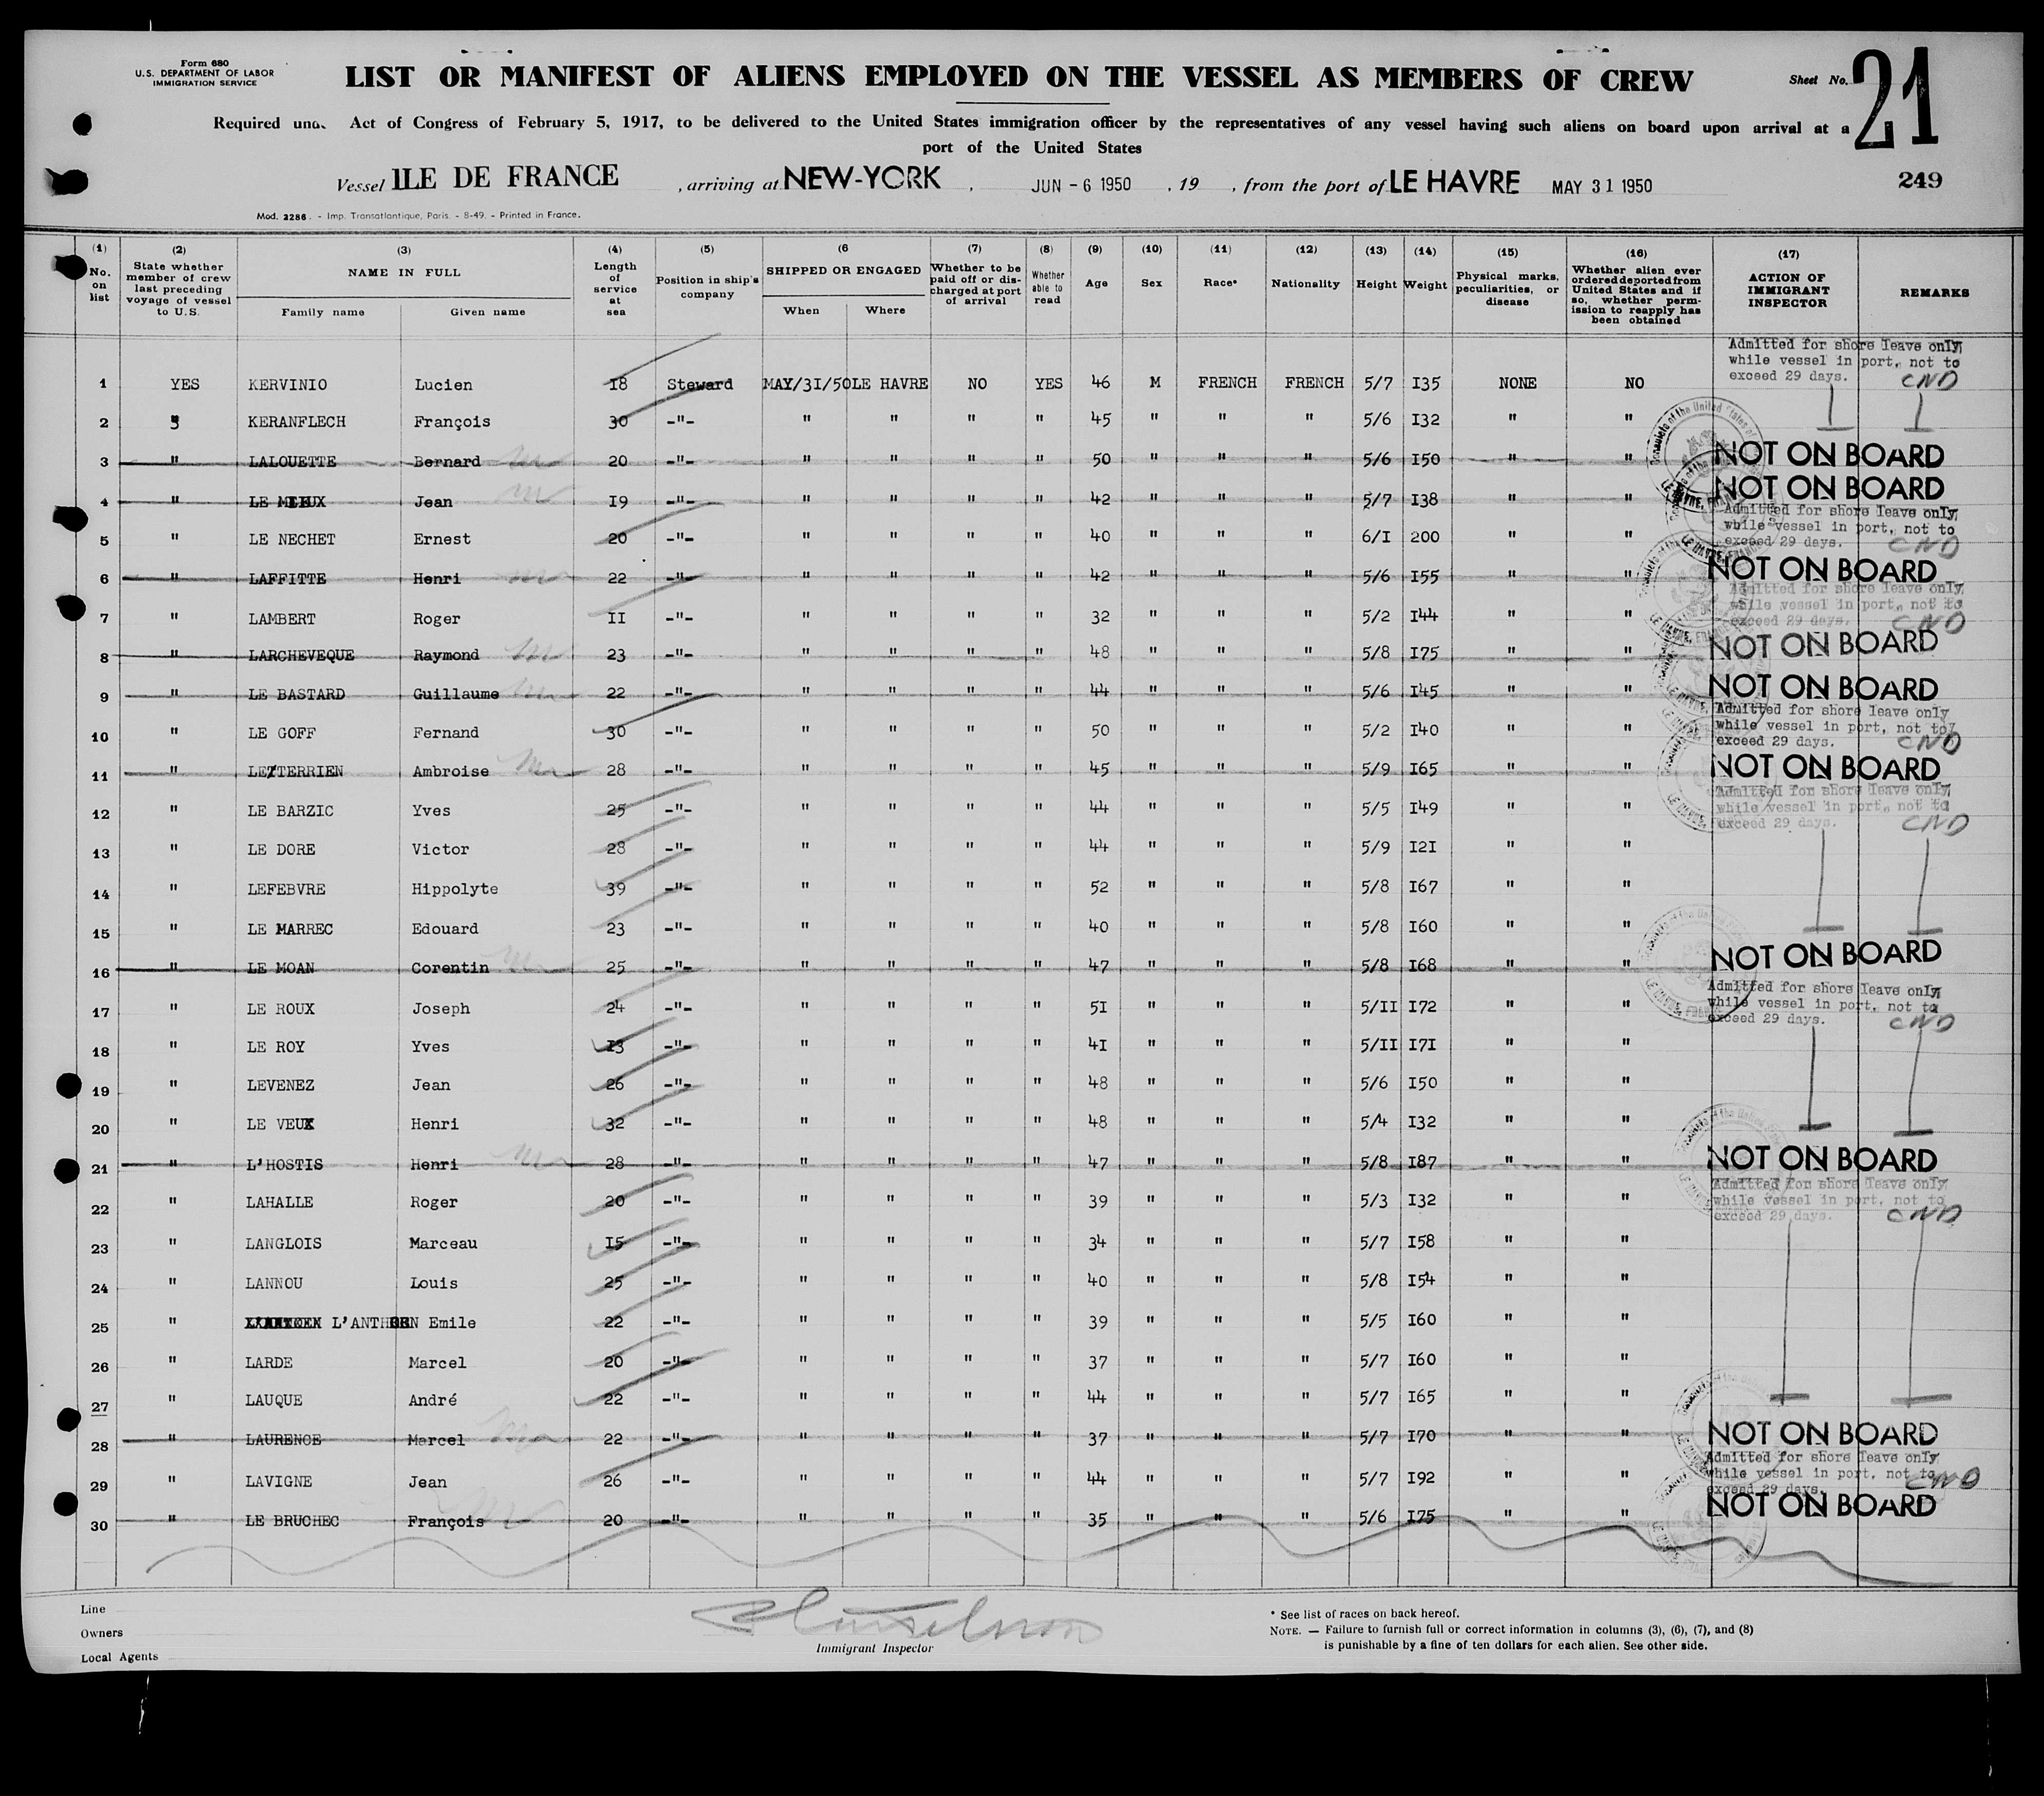 Form 680
U.S. DEPARTMENT OF LABOR
IMMIGRATION SERVICE
LIST OR MANIFEST OF ALIENS EMPLOYED ON THE VESSEL AS MEMBERS OF CREW
Sheet No. 21
Required Act of Congress of February 5, 1917, to be delivered to the United States immigration officer by the representatives of any vessel having such aliens on board upon arrival at a
port of the United States
Vessel ILE DE FRANCE , arriving at NEW-YORK , JUN - 6 1950 , 19 , from the port of LE HAVRE MAY 31 1950
249
Mod. 2286 - Imp. Transatlantique, Paris. - 8-49. - Printed in France.
(1) (2) (3) (4) (5) (6 (7) (8) (9) (10) (11) (12) (13) (14) (15) (16) (17)
No. on list State whether member of crew last preceding voyage of vessel to U.S. NAME IN FULL Family name Given name Length of service at sea Position in ship's company SHIPPED OR ENGAGED When Where Whether to be paid off or discharged at port of arrival Whether able to read Age Sex Race* Nationality Height Weight Physical marks, peculiarities, or disease Whether alien ever ordered deported from United States and if so, whether permission to reapply has been obtained ACTION OF IMMIGRANT INSPECTOR REMARKS
Admitted for shore leave only, while vessel in port, not to exceed 29 days. CND
1 YES KERVINIO Lucien 18 Steward MAY/31/50 LE HAVRE NO YES 46 M FRENCH FRENCH 5/7 135 NONE NO
2 " KERANFLECH François 30 -"- " " " " 45 " " " 5/6 132 " "
3 " LALOUETTE Bernard 20 -"- " " " " 50 " " " 5/6 150 " " NOT ON BOARD
4 " LE MIEUX Jean 19 -"- " " " " 42 " " " 5/7 138 " " NOT ON BOARD
5 " LE NECHET Ernest 20 -"- " " " " 40 " " " 6/1 200 " " Admitted for shore leave only, while vessel in port, not to exceed 29 days. CND
6 " LAFFITTE Henri 22 -"- " " " " 42 " " " 5/6 155 " " NOT ON BOARD
7 " LAMBERT Roger 11 -"- " " " " 32 " " " 5/2 144 " " Admitted for shore leave only, while vessel in port, not to exceed 29 days. CND
8 " LARCHEVEQUE Raymond 23 -"- " " " " 48 " " " 5/8 175 " " NOT ON BOARD
9 " LE BASTARD Guillaume 22 -"- " " " " 44 " " " 5/6 145 " " NOT ON BOARD
10 " LE GOFF Fernand 30 -"- " " " " 50 " " " 5/2 140 " " Admitted for shore leave only while vessel in port, not to exceed 29 days. CND
11 " LE TERRIEN Ambroise 28 -"- " " " " 45 " " " 5/9 165 " " NOT ON BOARD
12 " LE BARZIC Yves 25 -"- " " " " 44 " " " 5/5 149 " " Admitted for shore leave only, while vessel in port, not to exceed 29 days. CND
13 " LE DORE Victor 28 -"- " " " " 44 " " " 5/9 121 " "
14 " LEFEBVRE Hippolyte 39 -"- " " " " 52 " " " 5/8 167 " "
15 " LE MARREC Edouard 23 -"- " " " " 40 " " " 5/8 160 " "
16 " LE MOAN Corentin 25 -"- " " " " 47 " " " 5/8 168 " " NOT ON BOARD
17 " LE ROUX Joseph 24 -"- " " " " 51 " " " 5/11 172 " " Admitted for shore leave only, while vessel in port, not to exceed 29 days. CND
18 " LE ROY Yves 13 -"- " " " " 41 " " " 5/11 171 " "
19 " LEVENEZ Jean 26 -"- " " " " 48 " " " 5/6 150 " "
20 " LE VEUX Henri 32 -"- " " " " 48 " " " 5/4 132 " "
21 " L'HOSTIS Henri 28 -"- " " " " 47 " " " 5/8 187 " " NOT ON BOARD
22 " LAHALLE Roger 20 -"- " " " " 39 " " " 5/3 132 " " Admitted for shore leave only, while vessel in port, not to exceed 29 days. CND
23 " LANGLOIS Marceau 15 -"- " " " " 34 " " " 5/7 158 " "
24 " LANNOU Louis 25 -"- " " " " 40 " " " 5/8 154 " "
25 " Emile 22 -"- " " " " 39 " " " 5/5 160 " "
26 " LARDE Marcel 20 -"- " " " " 37 " " " 5/7 160 " "
27 " LAUQUE André 22 -"- " " " " 44 " " " 5/7 165 " "
28 " LAURENCE Marcel 22 -"- " " " " 37 " " " 5/7 170 " " NOT ON BOARD
29 " LAVIGNE Jean 26 -"- " " " " 44 " " " 5/7 192 " " Admitted for shore leave only, while vessel in port, not to exceed 29 days. CND
30 " LE BRUCHEC François 20 -"- " " " " 35 " " " 5/6 175 " " NOT ON BOARD
Line
Owners
Local Agents
Immigrant Inspector
* See list of races on back hereof.
NOTE. — Failure to furnish full or correct information in columns (3), (6), (7), and (8)
is punishable by a fine of ten dollars for each alien. See other side.